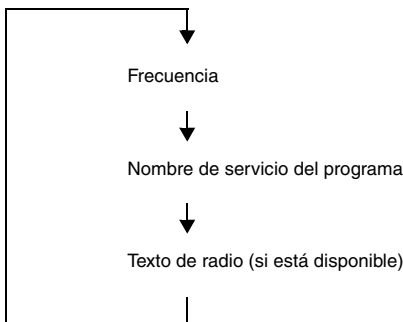 Frecuencia
Nombre de servicio del programa
Texto de radio (si está disponible)